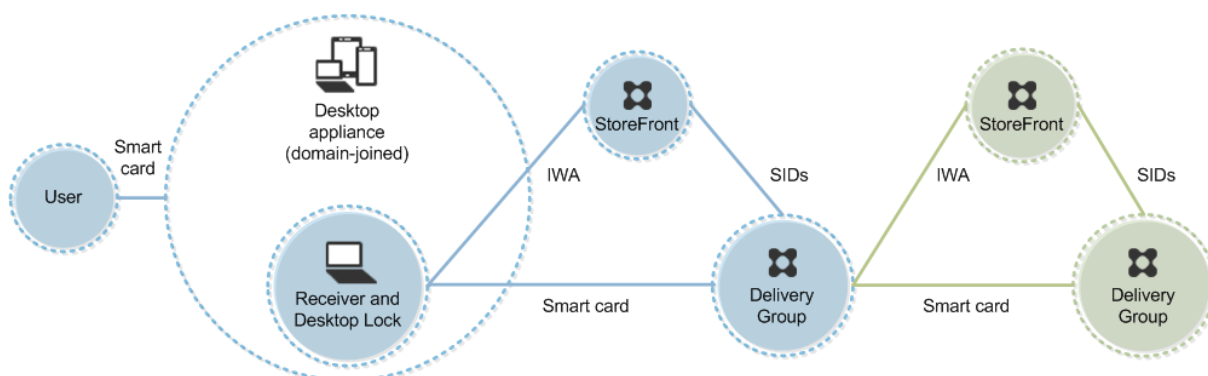 User
Smart
card
Desktop
appliance
(domain-joined)
Receiver and
Desktop Lock
IWA
StoreFront
SIDs
Smart card
Delivery
Group
IWA
StoreFront
SIDs
Smart card
Delivery
Group